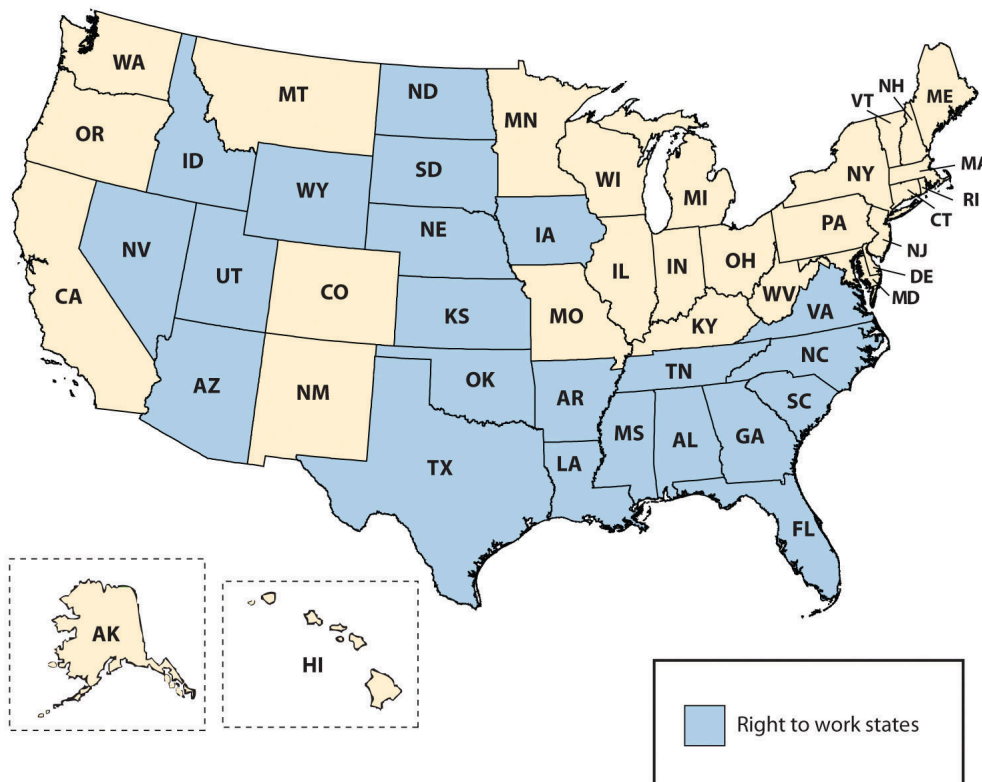 WA
MT
ND
MN
NH
VT
ME
OR
ID
SD
WI
MI
NY
MA
RI
CT
WY
NE
IA
PA
NJ
NV
UT
CO
IL
IN
OH
DE
MD
CA
KS
MO
WV
VA
KY
AZ
NM
OK
AR
TN
NC
SC
TX
LA
MS
AL
GA
FL
AK
HI
Right to work states